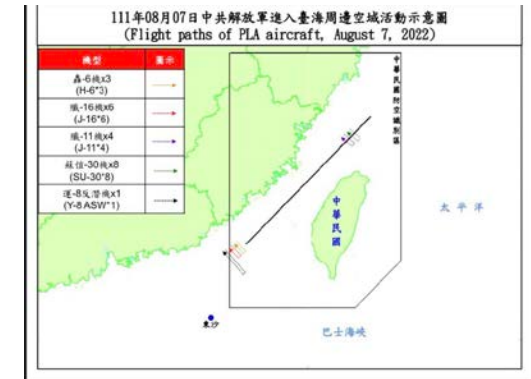 111年08月07日中共解放軍進入臺海周邊空域活動示意圖
(Flight paths of PLA aircraft, August 7, 2022)
機型 圖示
轟-6機x3
(H-6*3)
殲-16機x6
(J-16*6)
殲-11機x4
(J-11*4)
蘇愷-30機x8
(SU-30*8)
運-8反潛機x1
(Y-8 ASW*1)
中華民國防空識別區
中華民國
太平洋
東沙
巴士海峽